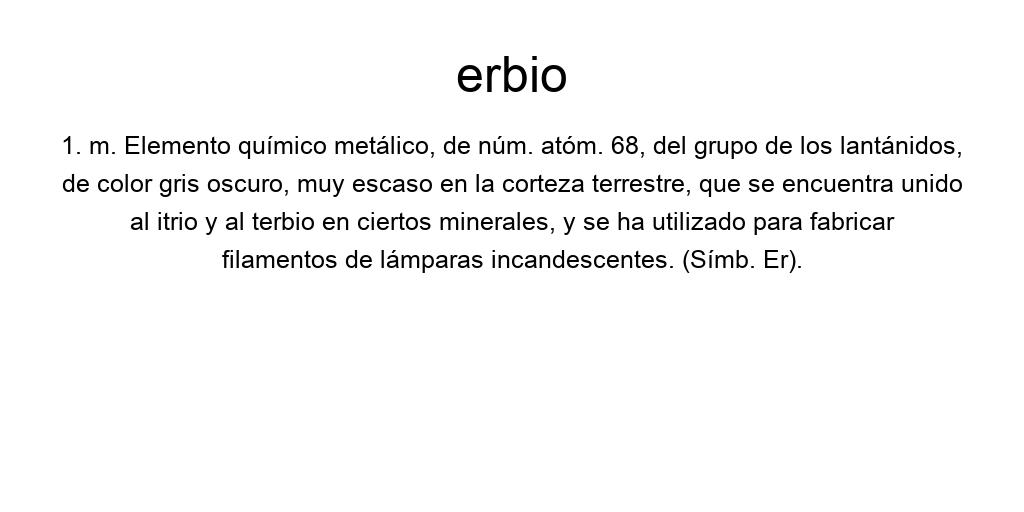 erbio
1. m. Elemento químico metálico, de núm. atóm. 68, del grupo de los lantánidos,
de color gris oscuro, muy escaso en la corteza terrestre, que se encuentra unido
al itrio y al terbio en ciertos minerales, y se ha utilizado para fabricar
filamentos de lámparas incandescentes. (Símb. Er).